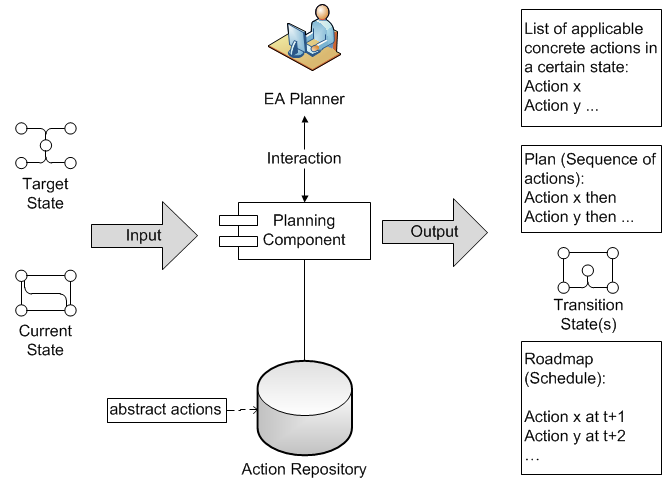 EA Planner
Interaction
Target
State
Current
State
Input
Planning
Component
Output
abstract actions
Action Repository
List of applicable
concrete actions in
a certain state:
Action x
Action y ...
Plan (Sequence of
actions):
Action x then
Action y then ...
Transition
State(s)
Roadmap
(Schedule):
Action x at t+1
Action y at t+2
...